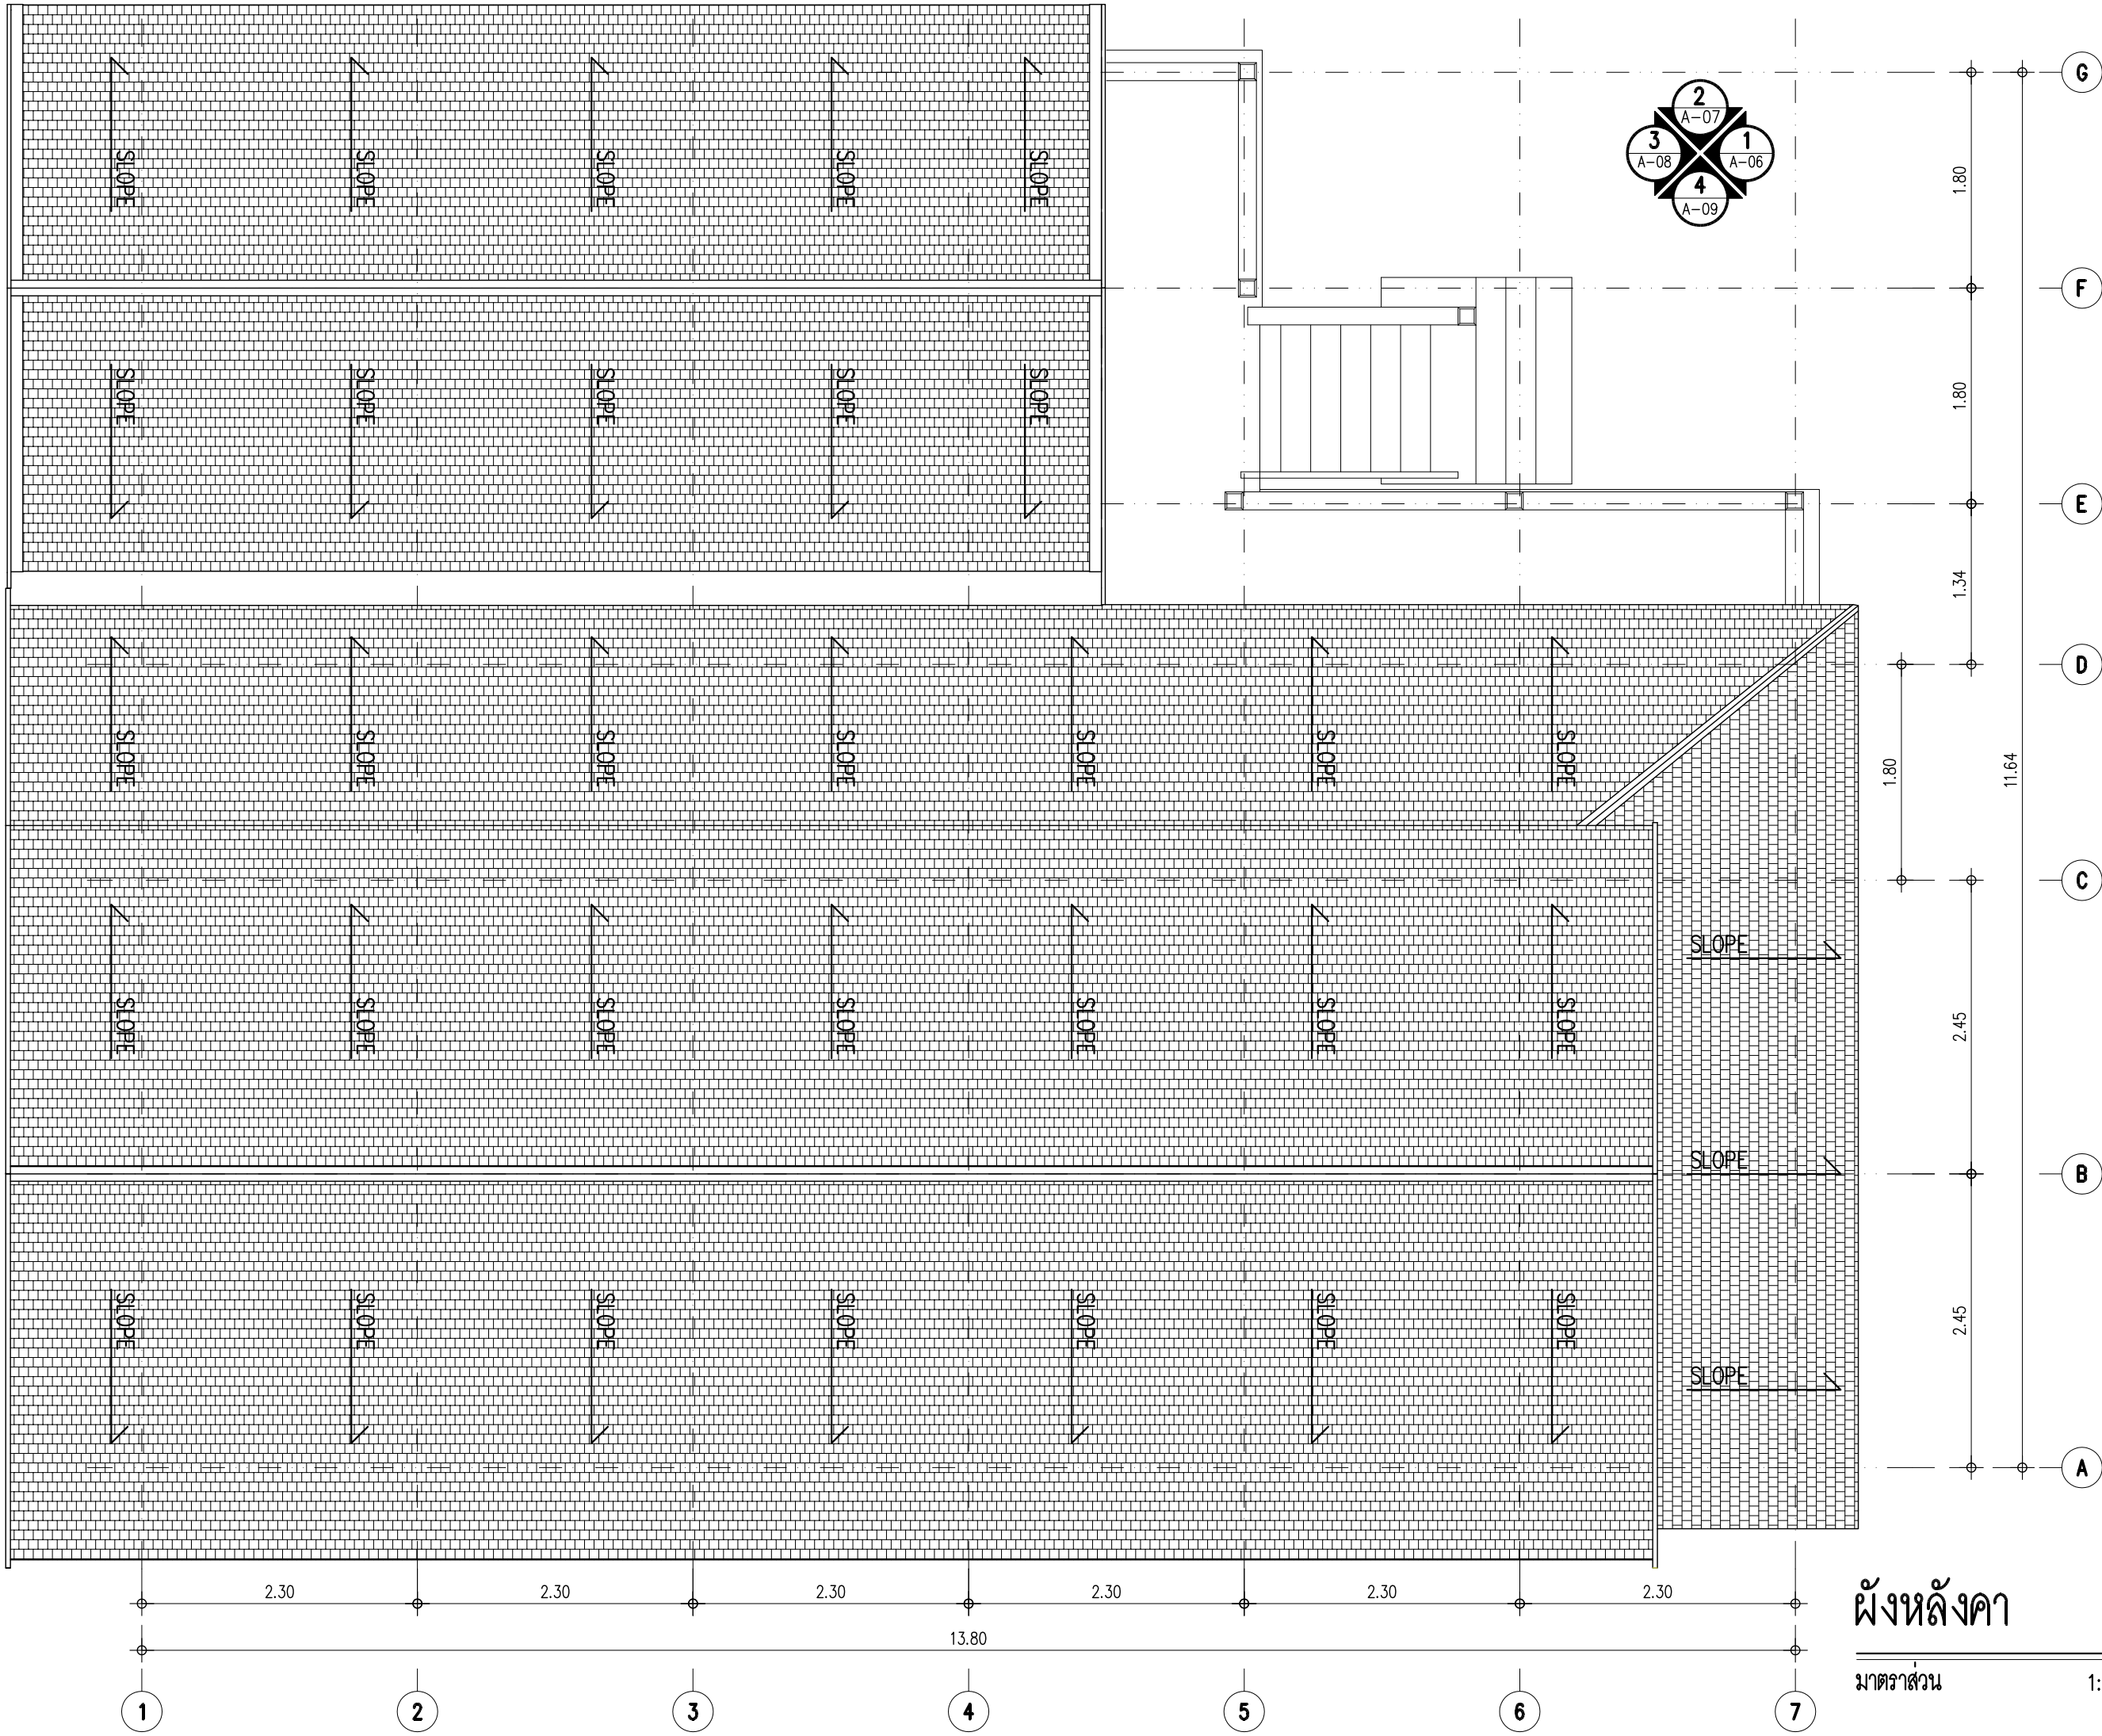 G
2
A-07
3
A-08
1
A-06
4
A-09
1.80
SLOPE SLOPE SLOPE SLOPE SLOPE
F
1.80
SLOPE SLOPE SLOPE SLOPE SLOPE
E
1.34
D
SLOPE SLOPE SLOPE SLOPE SLOPE SLOPE SLOPE
1.80
11.64
C
SLOPE
SLOPE SLOPE SLOPE SLOPE SLOPE SLOPE SLOPE
2.45
SLOPE
B
SLOPE SLOPE SLOPE SLOPE SLOPE SLOPE SLOPE
2.45
SLOPE
A
2.30 2.30 2.30 2.30 2.30 2.30
13.80
ผังหลังคา
มาตราส่วน 1:
1 2 3 4 5 6 7